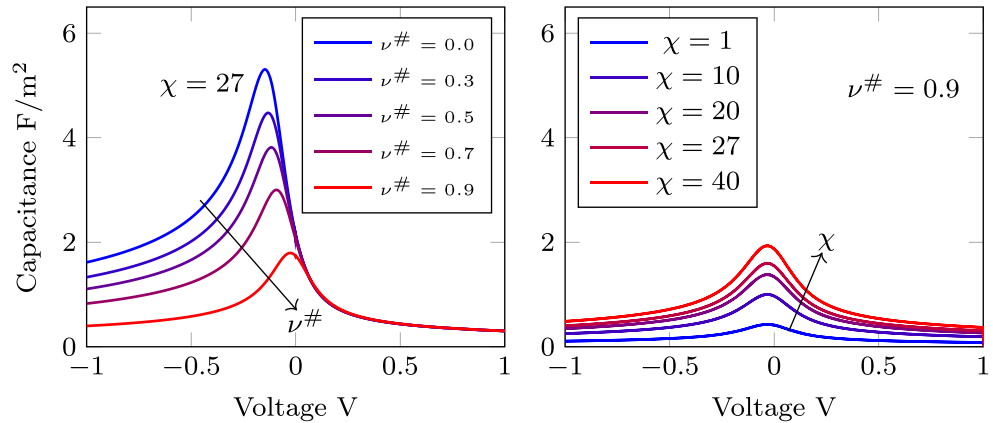 Capacitance F/m²
6
4
2
0
−1
−0.5
0
0.5
1
Voltage V
χ = 27
ν# = 0.0
ν# = 0.3
ν# = 0.5
ν# = 0.7
ν# = 0.9
ν#
6
4
2
0
−1
−0.5
0
0.5
1
Voltage V
χ = 1
χ = 10
χ = 20
χ = 27
χ = 40
ν# = 0.9
χ